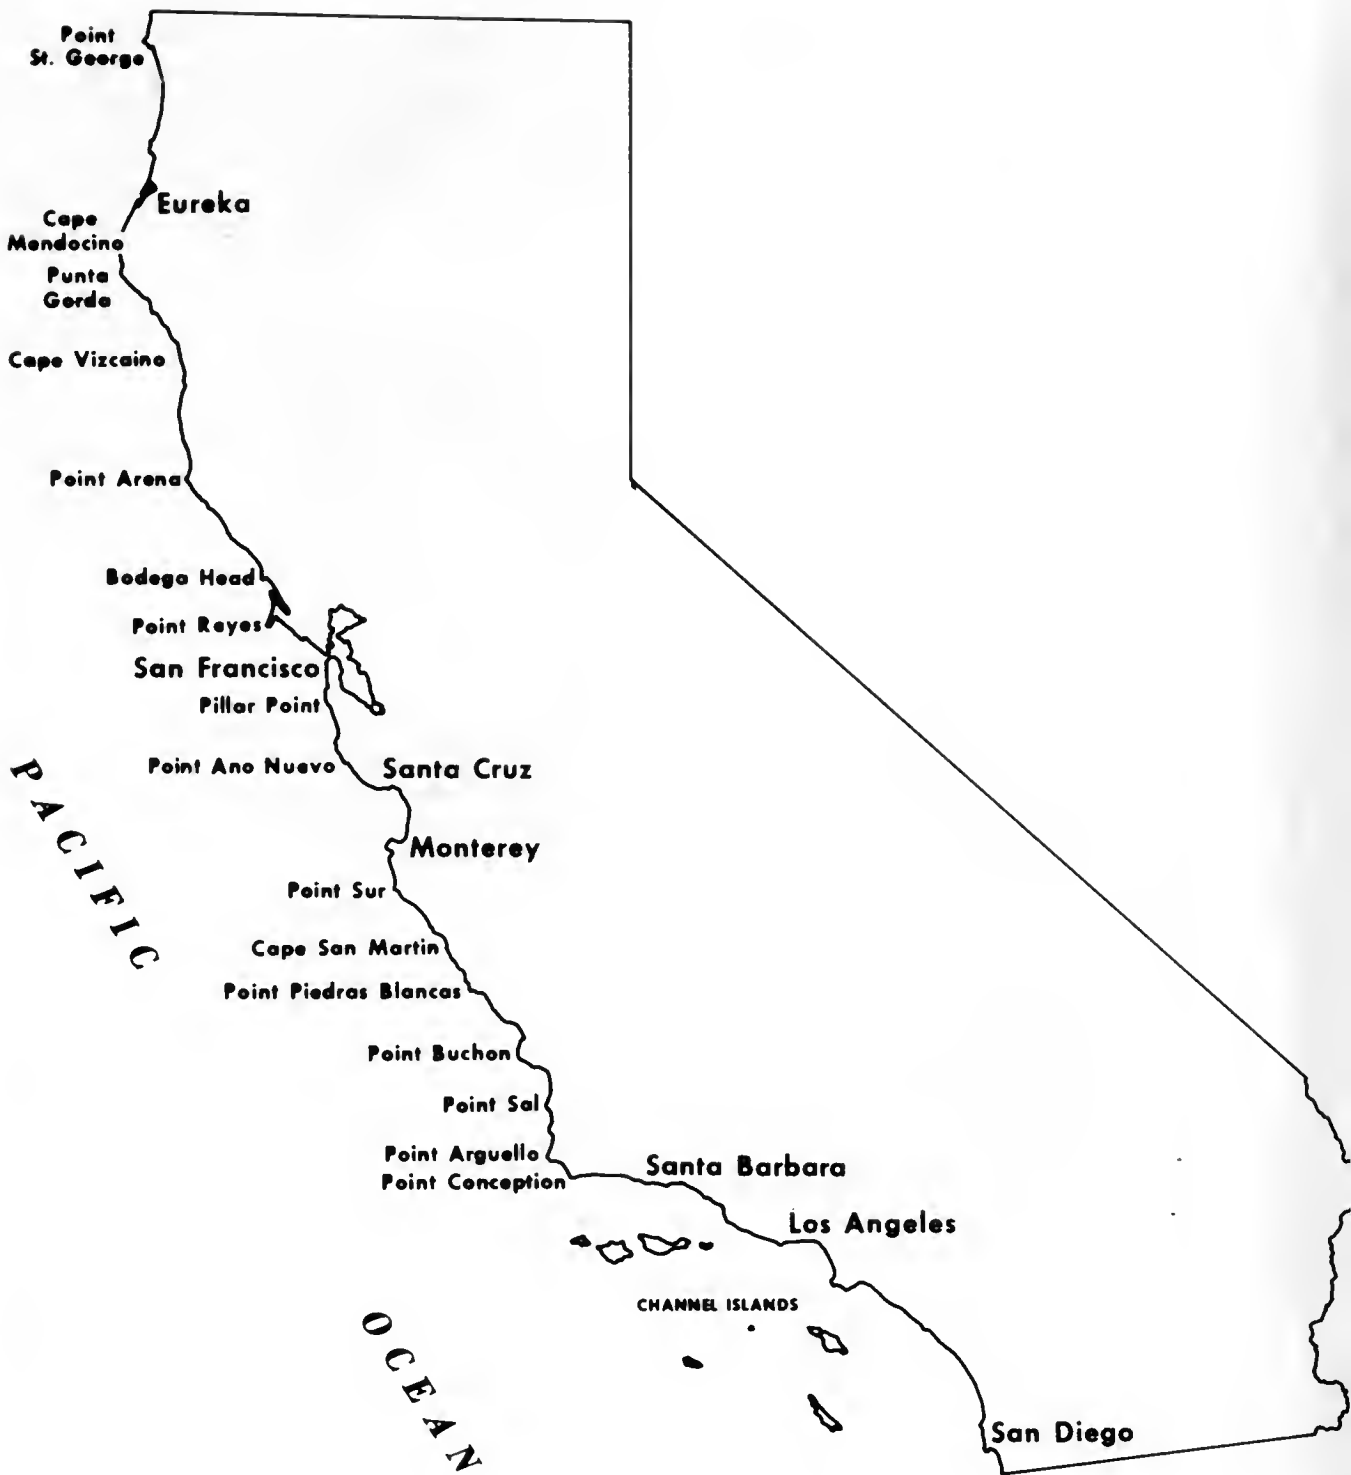 Point
St. George
Eureka
Cape
Mendocino
Punta
Gorda
Cape Vizcaino
Point Arena
Bodega Head
Point Reyes
San Francisco
Pillar Point
Point Ano Nuevo
Santa Cruz
Monterey
Point Sur
Cape San Martin
Point Piedras Blancas
Point Buchon
Point Sal
Point Arguello
Point Conception
Santa Barbara
Los Angeles
CHANNEL ISLANDS
San Diego
PACIFIC
OCEAN